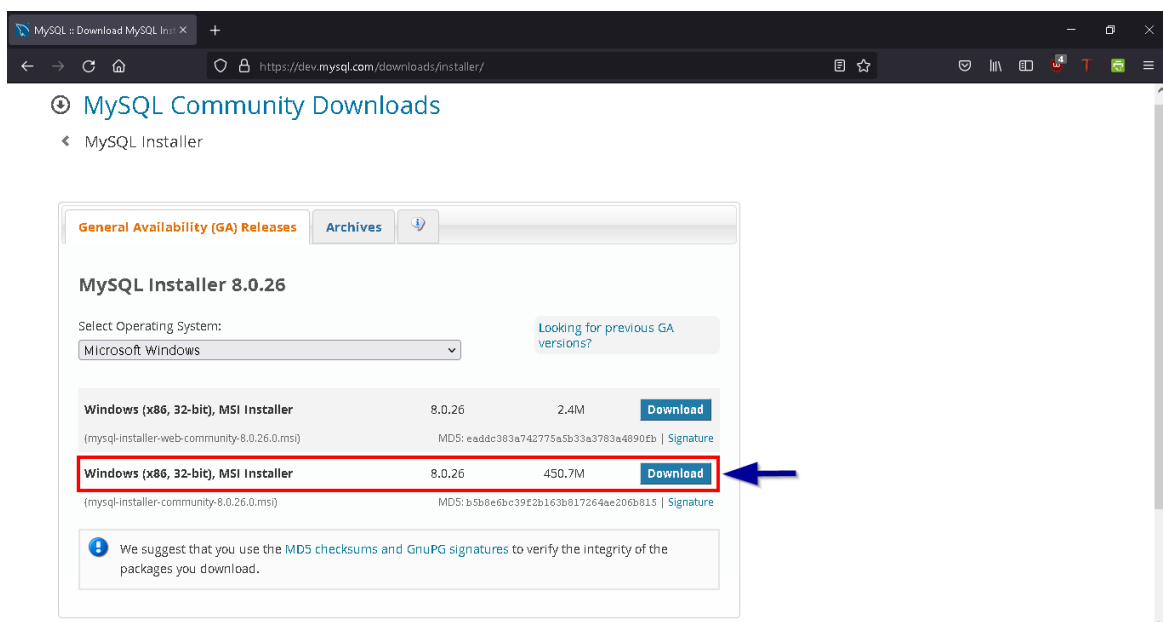 MySQL :: Download MySQL Inst
https://dev.mysql.com/downloads/installer/
4
MySQL Community Downloads
MySQL Installer
General Availability (GA) Releases
Archives
MySQL Installer 8.0.26
Select Operating System:
Looking for previous GA
versions?
Microsoft Windows
Windows (x86, 32-bit), MSI Installer 8.0.26 2.4M Download
(mysql-installer-web-community-8.0.26.0.msi) MD5: eaddc383a742775a5b33a3783a4890fb | Signature
Windows (x86, 32-bit), MSI Installer 8.0.26 450.7M Download
(mysql-installer-community-8.0.26.0.msi) MD5: b5b8e6bc39f2b163b817264ae206b815 | Signature
We suggest that you use the MD5 checksums and GnuPG signatures to verify the integrity of the
packages you download.